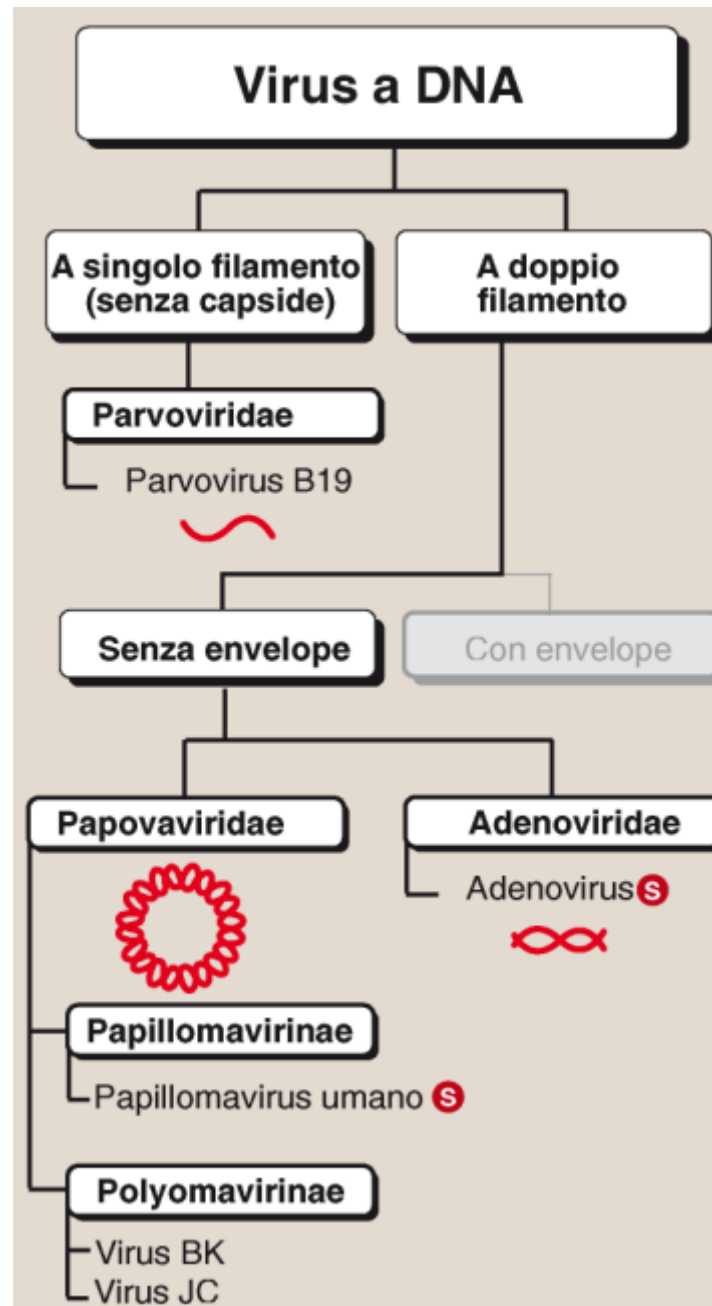 Virus a DNA
A singolo filamento
(senza capside)
A doppio
filamento
Parvoviridae
Parvovirus B19
Senza envelope
Con envelope
Papovaviridae
Adenoviridae
Adenovirus S
Papillomavirinae
Papillomavirus umano S
Polyomavirinae
Virus BK
Virus JC